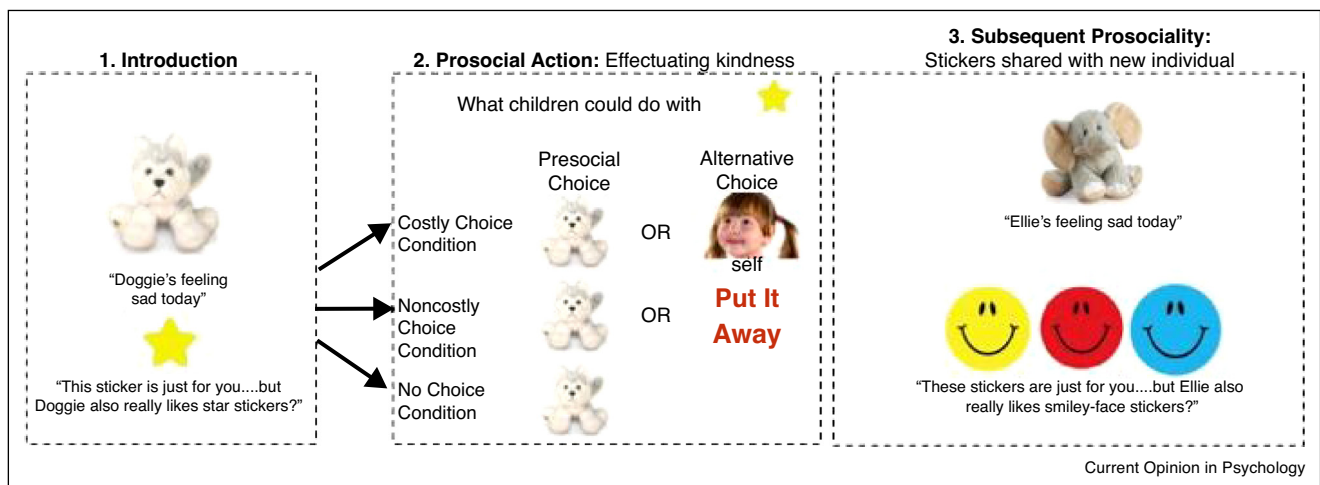 1. Introduction
"Doggie's feeling
sad today"
"This sticker is just for you....but
Doggie also really likes star stickers?"
2. Prosocial Action: Effectuating kindness
What children could do with
Presocial
Choice
Alternative
Choice
Costly Choice
Condition
OR
self
Noncostly
Choice
Condition
OR
Put It
Away
No Choice
Condition
3. Subsequent Prosociality:
Stickers shared with new individual
"Ellie's feeling sad today"
"These stickers are just for you....but Ellie also
really likes smiley-face stickers?"
Current Opinion in Psychology